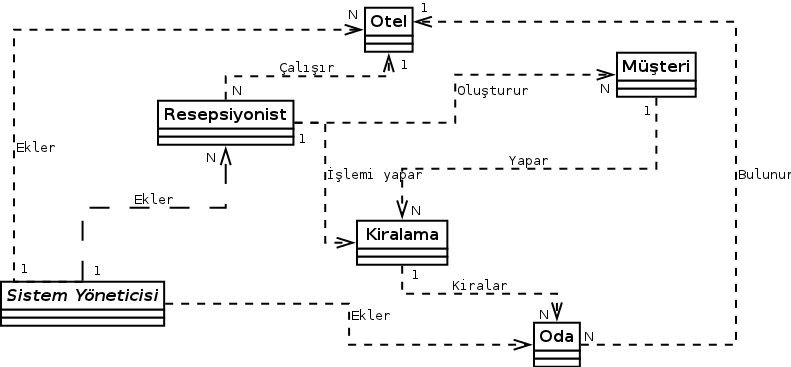 N
Otel
1
Çalışır
1
N
Resepsiyonist
1
N
Oluşturur
N
Müşteri
1
Ekler
İşlemi yapar
Yapar
Bulunur
Ekler
N
Kiralama
1
1
1
Sistem Yöneticisi
Kiralar
Ekler
N
Oda
N